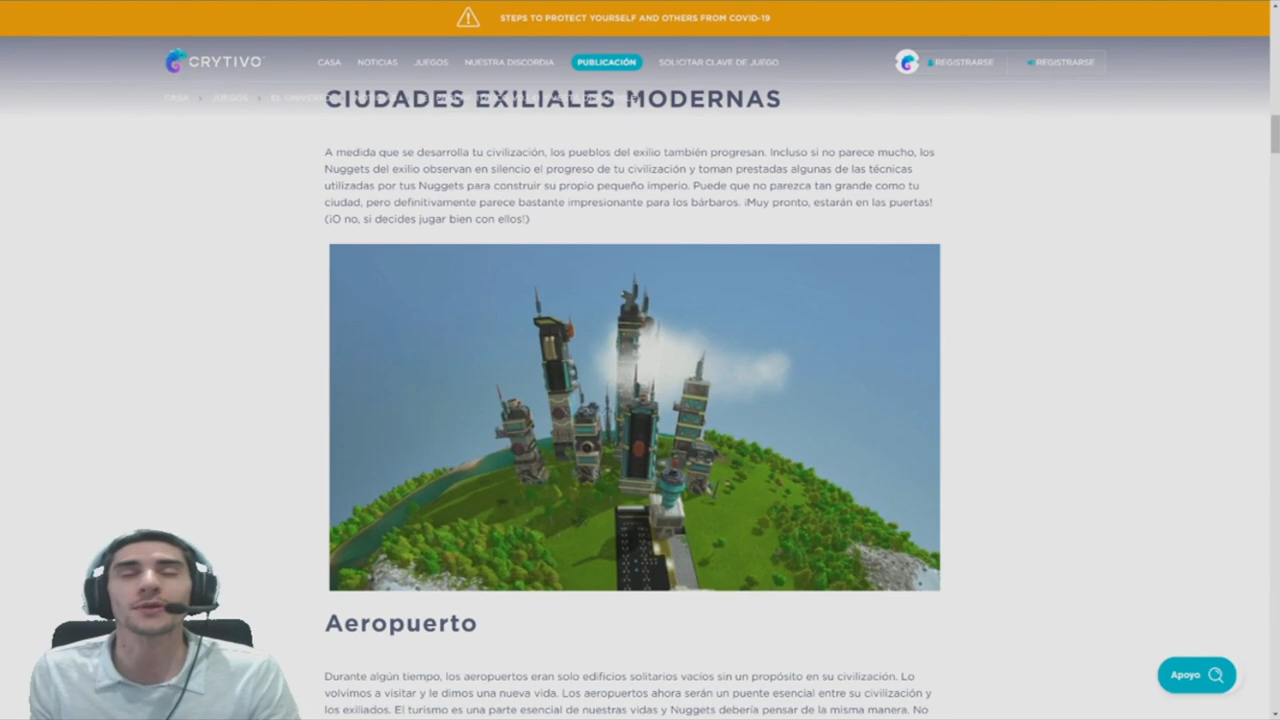 STEPS TO PROTECT YOURSELF AND OTHERS FROM COVID-19
CRYTIVO
CASA
NOTICIAS
JUEGOS
NUESTRA DISCORDIA
PUBLICACIÓN
SOLICITAR CLAVE DE JUEGO
REGISTRARSE
REGISTRARSE
CASA > JUEGOS >
CIUDADES EXILIALES MODERNAS
A medida que se desarrolla tu civilización, los pueblos del exilio también progresan. Incluso si no parece mucho, los
Nuggets del exilio observan en silencio el progreso de tu civilización y toman prestadas algunas de las técnicas
utilizadas por tus Nuggets para construir su propio pequeño imperio. Puede que no parezca tan grande como tu
ciudad, pero definitivamente parece bastante impresionante para los bárbaros. ¡Muy pronto, estarán en las puertas!
(¡O no, si decides jugar bien con ellos!)
Aeropuerto
Durante algún tiempo, los aeropuertos eran solo edificios solitarios vacíos sin un propósito en su civilización. Lo
volvimos a visitar y le dimos una nueva vida. Los aeropuertos ahora serán un puente esencial entre su civilización y
los exiliados. El turismo es una parte esencial de nuestras vidas y Nuggets debería pensar de la misma manera. No
Apoyo